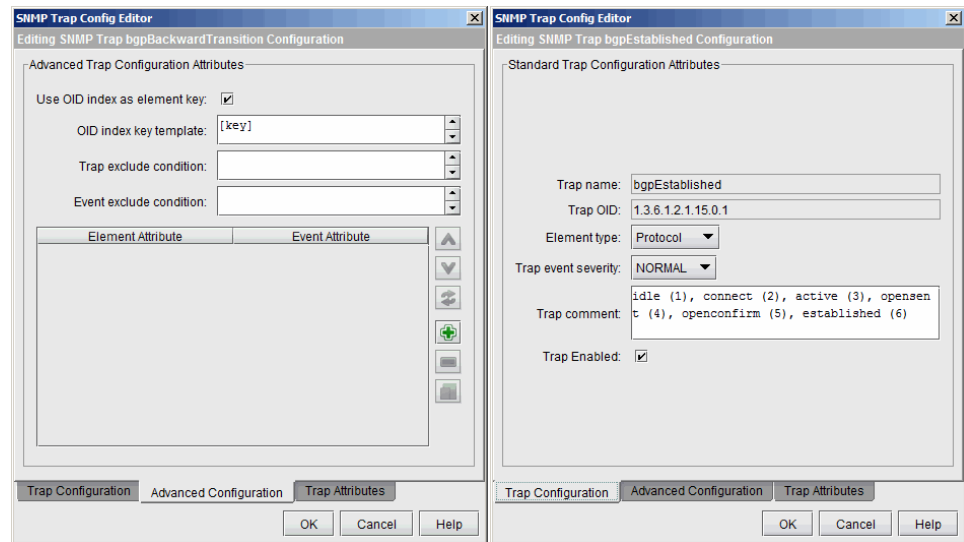 SNMP Trap Config Editor
Editing SNMP Trap bgpBackwardTransition Configuration
Advanced Trap Configuration Attributes
Use OID index as element key:
OID index key template: [key]
Trap exclude condition:
Event exclude condition:
Element Attribute Event Attribute
Trap Configuration Advanced Configuration Trap Attributes
OK Cancel Help
SNMP Trap Config Editor
Editing SNMP Trap bgpEstablished Configuration
Standard Trap Configuration Attributes
Trap name: bgpEstablished
Trap OID: 1.3.6.1.2.1.15.0.1
Element type: Protocol
Trap event severity: NORMAL
Trap comment: idle (1), connect (2), active (3), opensen
t (4), openconfirm (5), established (6)
Trap Enabled:
Trap Configuration Advanced Configuration Trap Attributes
OK Cancel Help